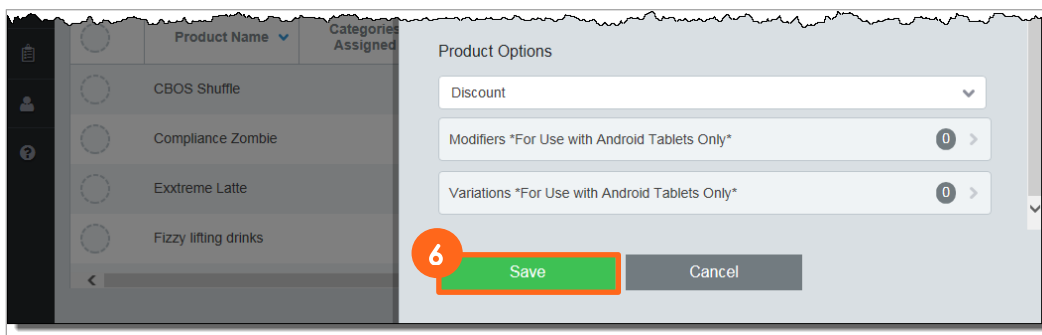 Product Name
Categories
Assigned
CBOS Shuffle
Compliance Zombie
Exxtreme Latte
Fizzy lifting drinks
Product Options
Discount
Modifiers *For Use with Android Tablets Only* 0
Variations *For Use with Android Tablets Only* 0
6
Save
Cancel